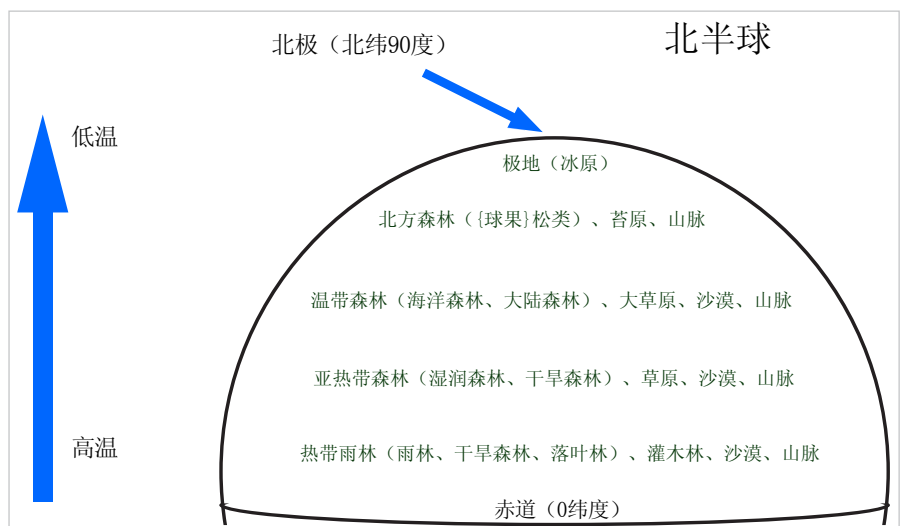 北半球
北极（北纬90度）
低温
极地（冰原）
北方森林（{球果}松类）、苔原、山脉
温带森林（海洋森林、大陆森林）、大草原、沙漠、山脉
亚热带森林（湿润森林、干旱森林）、草原、沙漠、山脉
高温
热带雨林（雨林、干旱森林、落叶林）、灌木林、沙漠、山脉
赤道（0纬度）